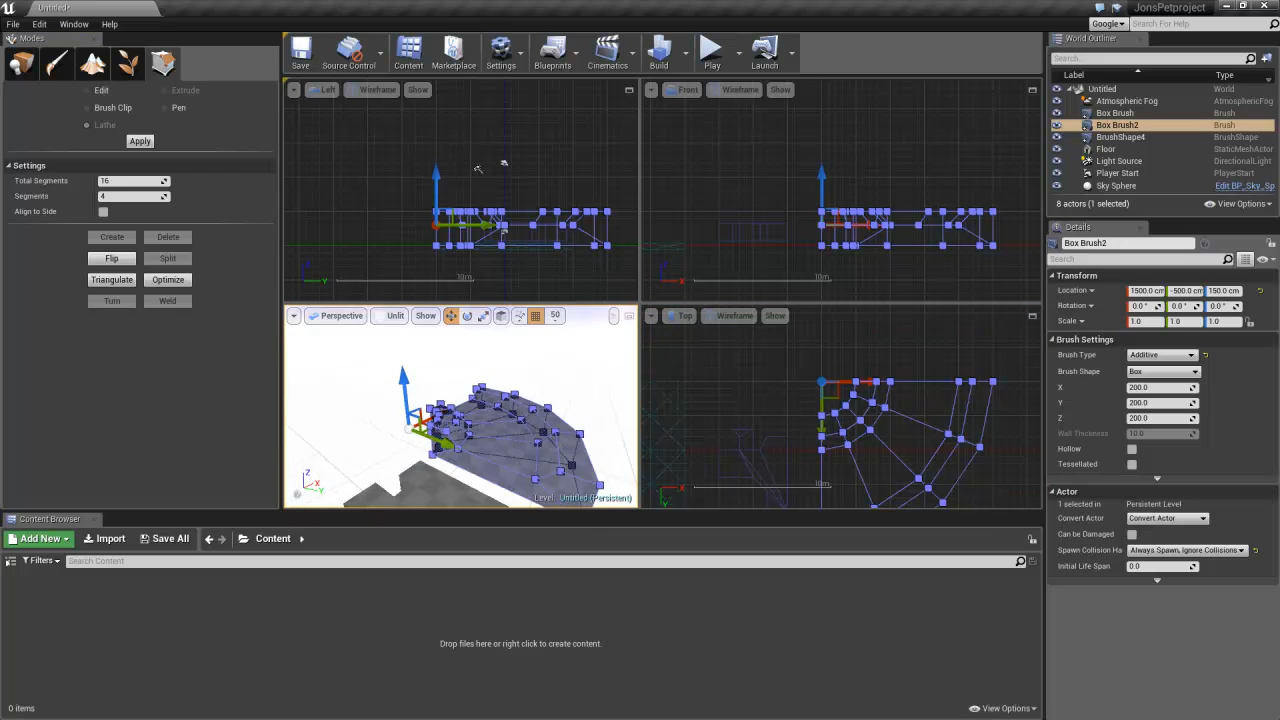 Untitled*
JonsPetproject
File Edit Window Help
Google Search For Help
Modes
Edit Extrude
Brush Clip Pen
Lathe
Apply
Settings
Total Segments 16
Segments 4
Align to Side
Create Delete
Flip Split
Triangulate Optimize
Turn Weld
Save Source Control Content Marketplace Settings Blueprints Cinematics Build Play Launch
Left Wireframe Show
Z Y 10m
Front Wireframe Show
X 10m
Perspective Unlit Show 50
Z X Y
Level: Untitled (Persistent)
Top Wireframe Show
X Y 10m
World Outliner
Search...
Label Type
Untitled World
Atmospheric Fog AtmosphericFog
Box Brush Brush
Box Brush2 Brush
BrushShape4 BrushShape
Floor StaticMeshActor
Light Source DirectionalLight
Player Start PlayerStart
Sky Sphere Edit BP_Sky_Sp
8 actors (1 selected) View Options
Details
Box Brush2
Search
Transform
Location 1500.0 cm -500.0 cm 150.0 cm
Rotation 0.0 ° 0.0 ° 0.0 °
Scale 1.0 1.0 1.0
Brush Settings
Brush Type Additive
Brush Shape Box
X 200.0
Y 200.0
Z 200.0
Wall Thickness 10.0
Hollow
Tessellated
Actor
1 selected in Persistent Level
Convert Actor Convert Actor
Can be Damaged
Spawn Collision Ha Always Spawn, Ignore Collisions
Initial Life Span 0.0
Content Browser
Add New Import Save All Content
Filters Search Content
Drop files here or right click to create content.
0 items View Options